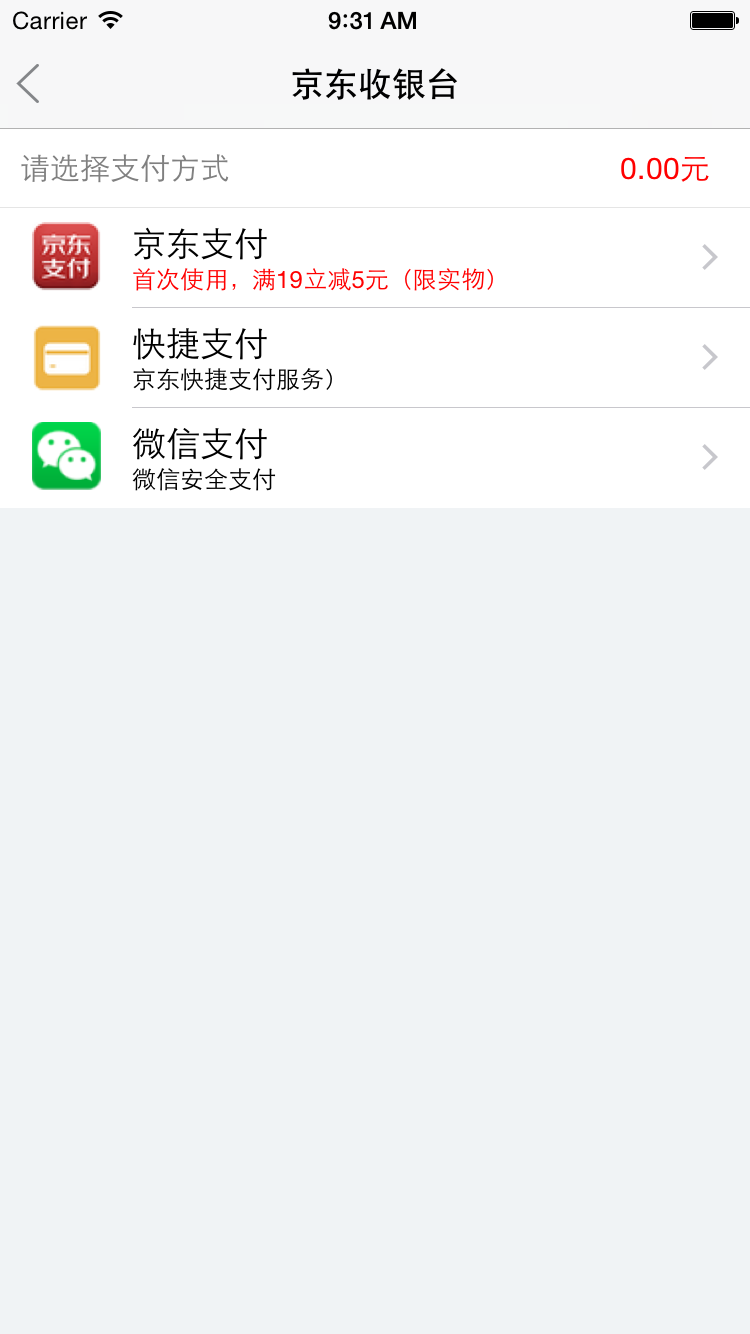 Carrier 9:31 AM
京东收银台
请选择支付方式 0.00元
京东
支付
京东支付
首次使用，满19立减5元（限实物）
快捷支付
京东快捷支付服务）
微信支付
微信安全支付